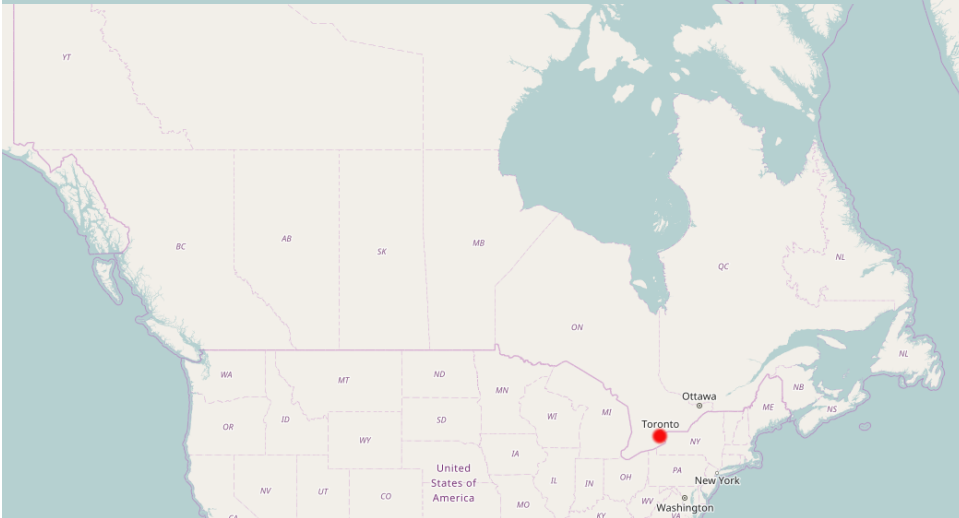 YT
BC
AB
SK
MB
QC
NL
ON
NL
WA
MT
ND
MN
NB
Ottawa
ME
NS
OR
ID
SD
WI
MI
Toronto
WY
NY
IA
United
States of
America
OH
PA
New York
NV
UT
CO
IL
IN
MO
WV
Washington
KY
VA
CA